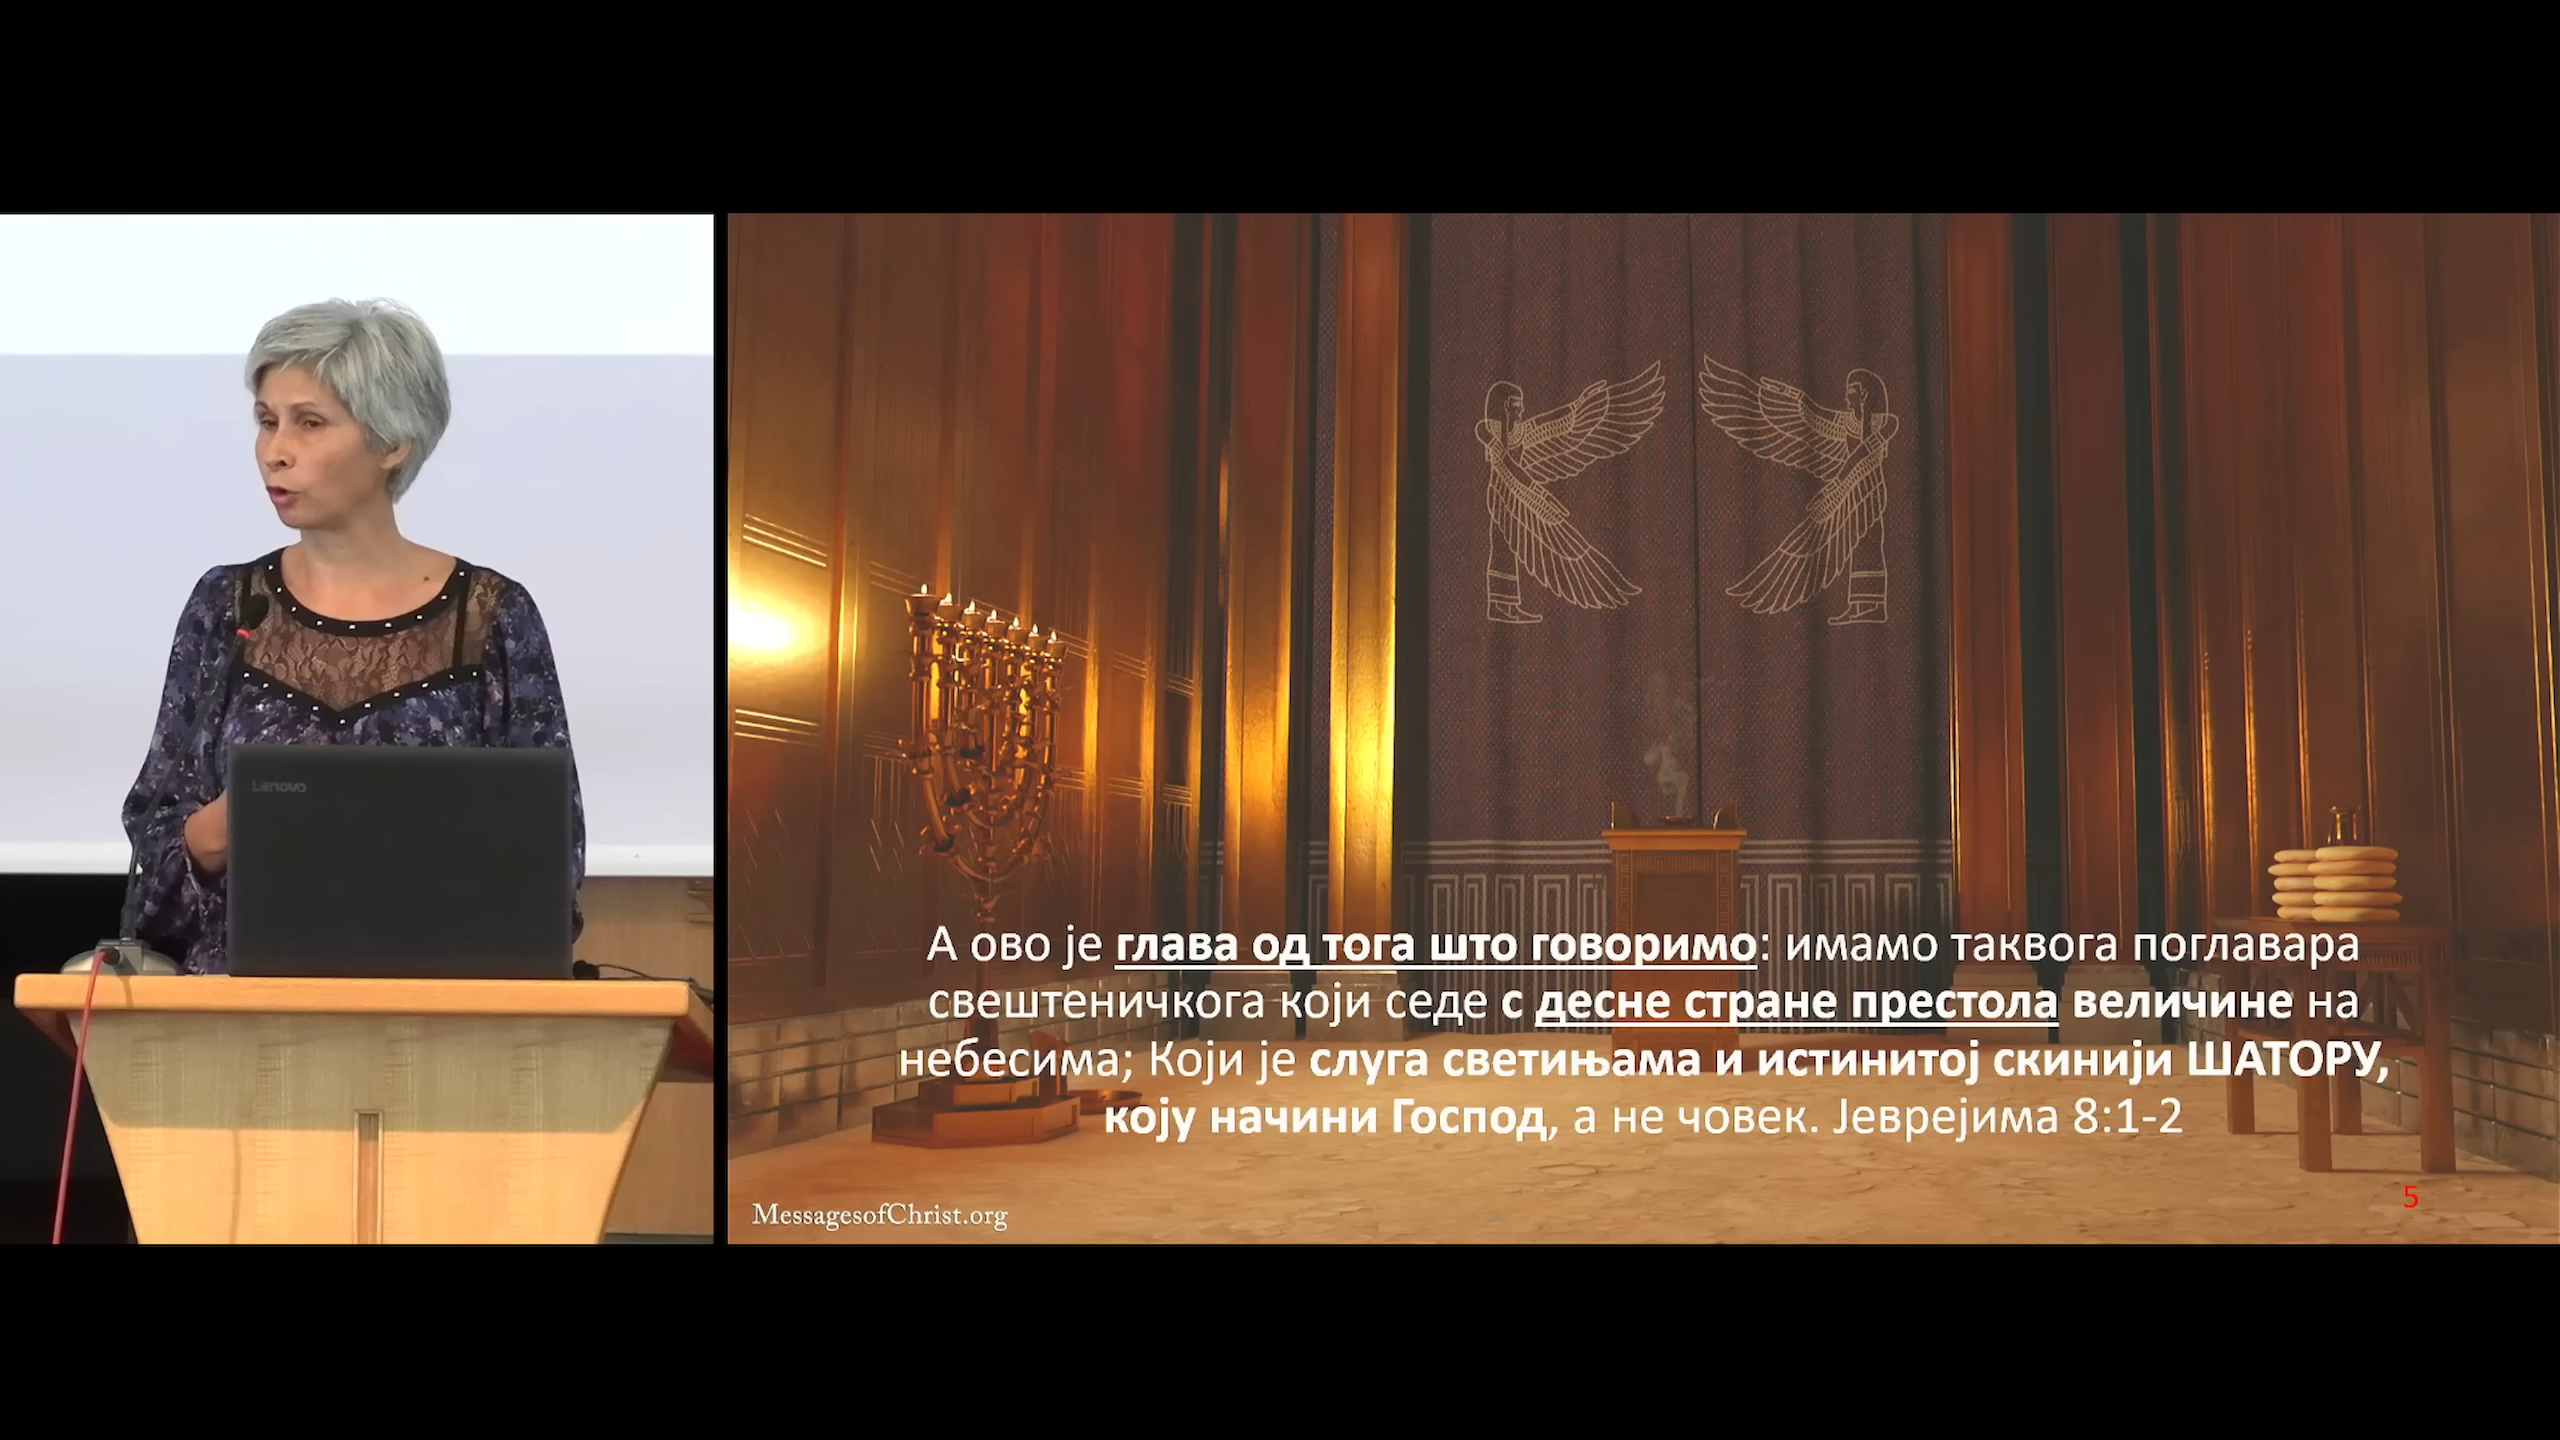 Lenovo
А ово је глава од тога што говоримо: имамо таквога поглавара
свештеничкога који седе с десне стране престола величине на
небесима; Који је слуга светињама и истинитој скинији ШАТОРУ,
коју начини Господ, а не човек. Јеврејима 8:1-2
5
MessagesofChrist.org